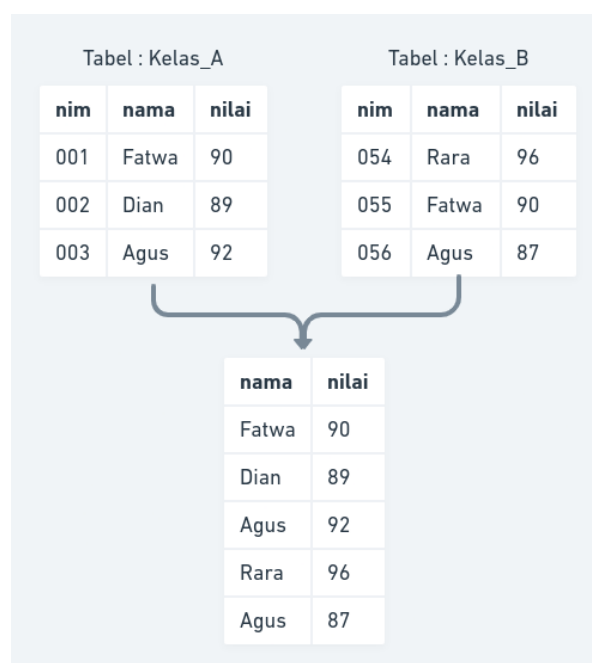 Tabel : Kelas_A
nim nama nilai
001 Fatwa 90
002 Dian 89
003 Agus 92
Tabel : Kelas_B
nim nama nilai
054 Rara 96
055 Fatwa 90
056 Agus 87
nama nilai
Fatwa 90
Dian 89
Agus 92
Rara 96
Agus 87